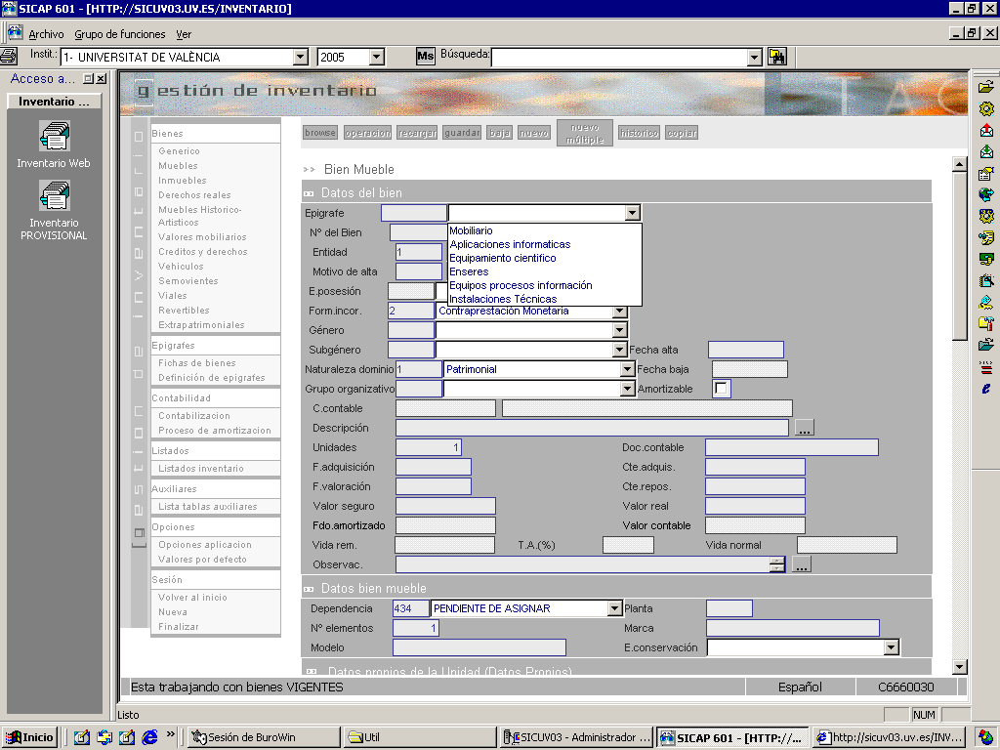 SICAP 601 - [HTTP://SICUV03.UV.ES/INVENTARIO]
Archivo Grupo de funciones Ver
Instit.: 1- UNIVERSITAT DE VALÈNCIA 2005 Ms Búsqueda:
Acceso a...
Inventario ...
Inventario Web
Inventario
PROVISIONAL
gestión de inventario
Bienes
Generico
Muebles
Inmuebles
Derechos reales
Muebles Historico-
Artisticos
Valores mobiliarios
Creditos y derechos
Vehiculos
Semovientes
Viales
Revertibles
Extrapatrimoniales
Epigrafes
Fichas de bienes
Definición de epigrafes
Contabilidad
Contabilizacion
Proceso de amortizacion
Listados
Listados inventario
Auxiliares
Lista tablas auxiliares
Opciones
Opciones aplicacion
Valores por defecto
Sesión
Volver al inicio
Nueva
Finalizar
browse operacion recargar guardar baja nuevo nuevo múltiple historico copiar
>> Bien Mueble
Datos del bien
Epigrafe
Mobiliario
Aplicaciones informaticas
Equipamiento cientifico
Enseres
Equipos procesos información
Instalaciones Técnicas
Nº del Bien
Entidad 1
Motivo de alta
E.posesión
Form.incor. 2 Contraprestación Monetaria
Género
Subgénero Fecha alta
Naturaleza dominio 1 Patrimonial Fecha baja
Grupo organizativo Amortizable
C.contable
Descripción ...
Unidades 1 Doc.contable
F.adquisición Cte.adquis.
F.valoración Cte.repos.
Valor seguro Valor real
Fdo.amortizado Valor contable
Vida rem. T.A.(%) Vida normal
Observac. ...
Datos bien mueble
Dependencia 434 PENDIENTE DE ASIGNAR Planta
Nº elementos 1 Marca
Modelo E.conservación
Datos propios de la Unidad (Datos Propios)
Esta trabajando con bienes VIGENTES Español C6660030
Listo NUM
Inicio » Sesión de BuroWin Util SICUV03 - Administrador ... SICAP 601 - [HTTP://... http://sicuv03.uv.es/INV...